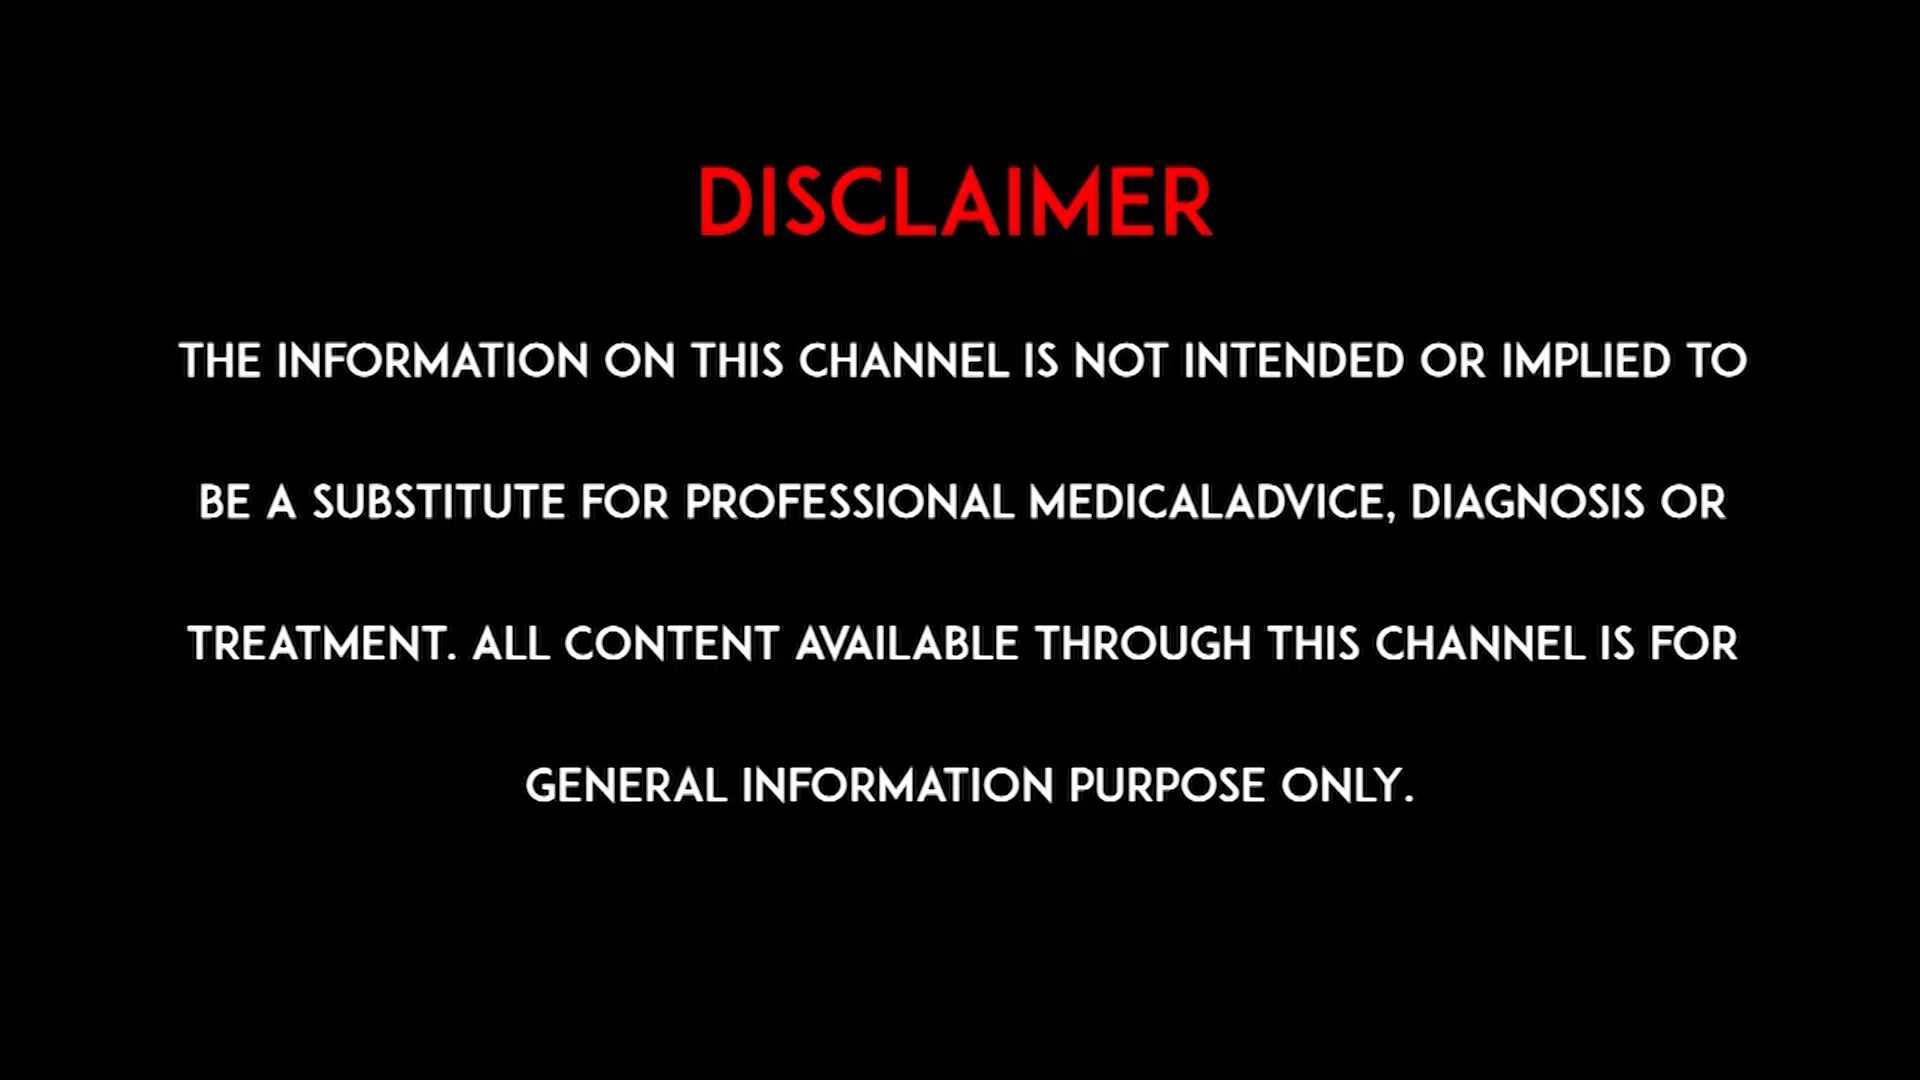 DISCLAIMER
THE INFORMATION ON THIS CHANNEL IS NOT INTENDED OR IMPLIED TO
BE A SUBSTITUTE FOR PROFESSIONAL MEDICALADVICE, DIAGNOSIS OR
TREATMENT. ALL CONTENT AVAILABLE THROUGH THIS CHANNEL IS FOR
GENERAL INFORMATION PURPOSE ONLY.